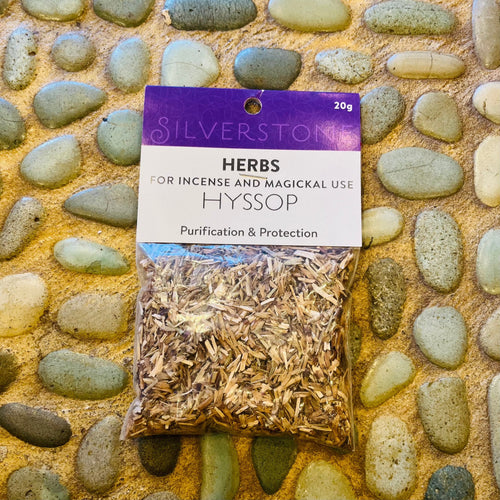 20g
SILVERSTONE
HERBS
FOR INCENSE AND MAGICKAL USE
HYSSOP
Purification & Protection